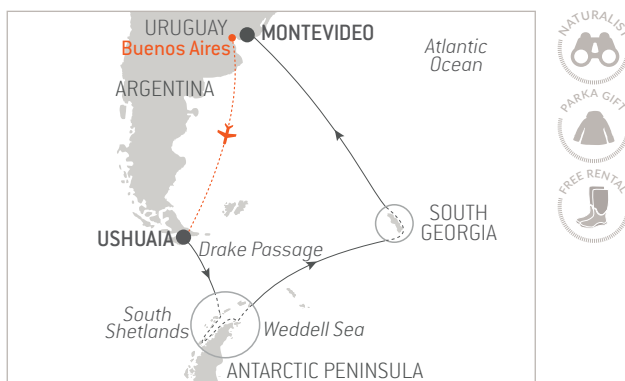 URUGUAY
MONTEVIDEO
Buenos Aires
Atlantic
Ocean
ARGENTINA
USHUAIA
Drake Passage
SOUTH
GEORGIA
South
Shetlands
Weddell Sea
ANTARCTIC PENINSULA
NATURALIST
PARKA GIFT
FREE RENTAL